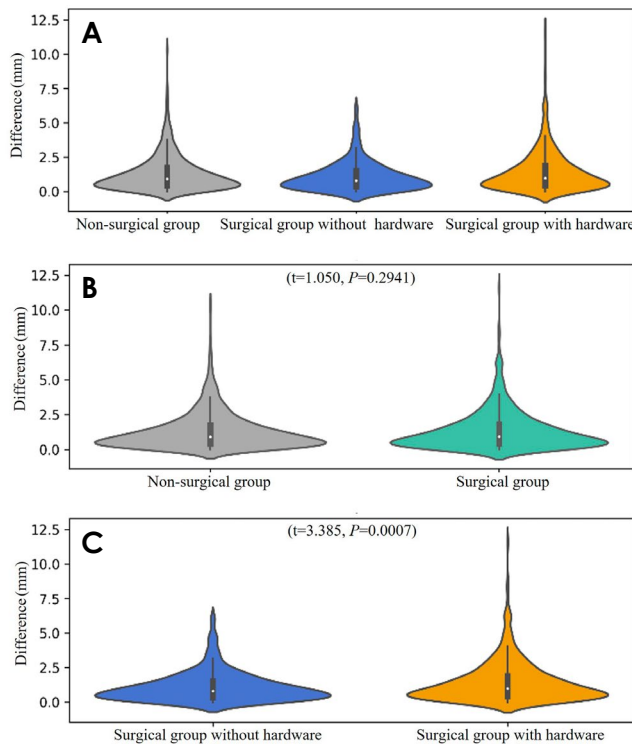 A
Difference (mm)
12.5
10.0
7.5
5.0
2.5
0.0
Non-surgical group
Surgical group without hardware
Surgical group with hardware
B
(t=1.050, P=0.2941)
Difference (mm)
12.5
10.0
7.5
5.0
2.5
0.0
Non-surgical group
Surgical group
C
(t=3.385, P=0.0007)
Difference (mm)
12.5
10.0
7.5
5.0
2.5
0.0
Surgical group without hardware
Surgical group with hardware